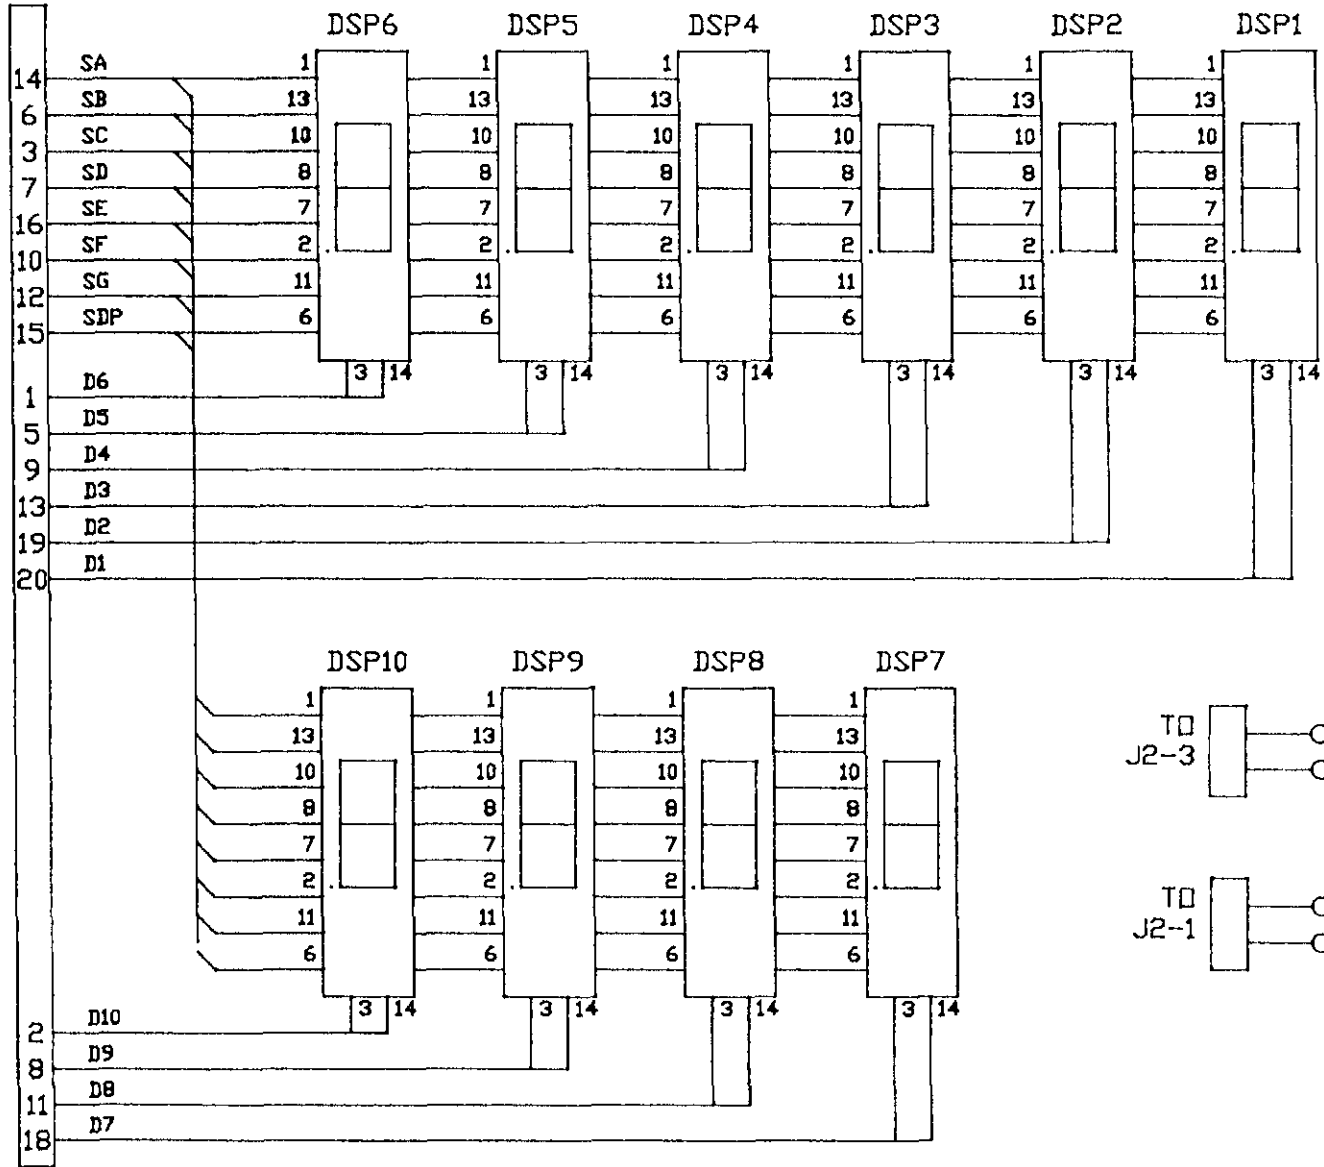 DSP6 DSP5 DSP4 DSP3 DSP2 DSP1
14 SA 1 1 1 1 1 1
6 SB 13 13 13 13 13 13
3 SC 10 10 10 10 10 10
7 SD 8 8 8 8 8 8
16 SE 7 7 7 7 7 7
10 SF 2 2 2 2 2 2
12 SG 11 11 11 11 11 11
15 SDP 6 6 6 6 6 6
3 14 3 14 3 14 3 14 3 14 3 14
1 D6
5 D5
9 D4
13 D3
19 D2
20 D1
DSP10 DSP9 DSP8 DSP7
1 1 1 1
13 13 13 13
10 10 10 10
8 8 8 8
7 7 7 7
2 2 2 2
11 11 11 11
6 6 6 6
3 14 3 14 3 14 3 14
2 D10
8 D9
11 D8
18 D7
TO
J2-3
TO
J2-1